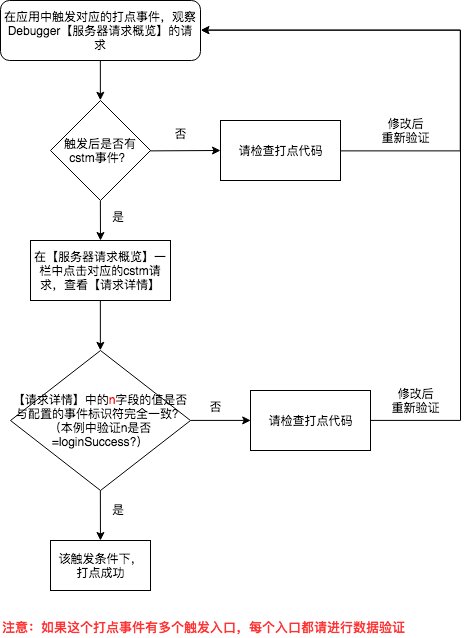 在应用中触发对应的打点事件，观察
Debugger【服务器请求概览】的请
求
触发后是否有
cstm事件？
否
请检查打点代码
修改后
重新验证
是
在【服务器请求概览】一
栏中点击对应的cstm请
求，查看【请求详情】
【请求详情】中的n字段的值是否
与配置的事件标识符完全一致？
（本例中验证n是否
=loginSuccess?）
否
请检查打点代码
修改后
重新验证
是
该触发条件下，
打点成功
注意：如果这个打点事件有多个触发入口，每个入口都请进行数据验证